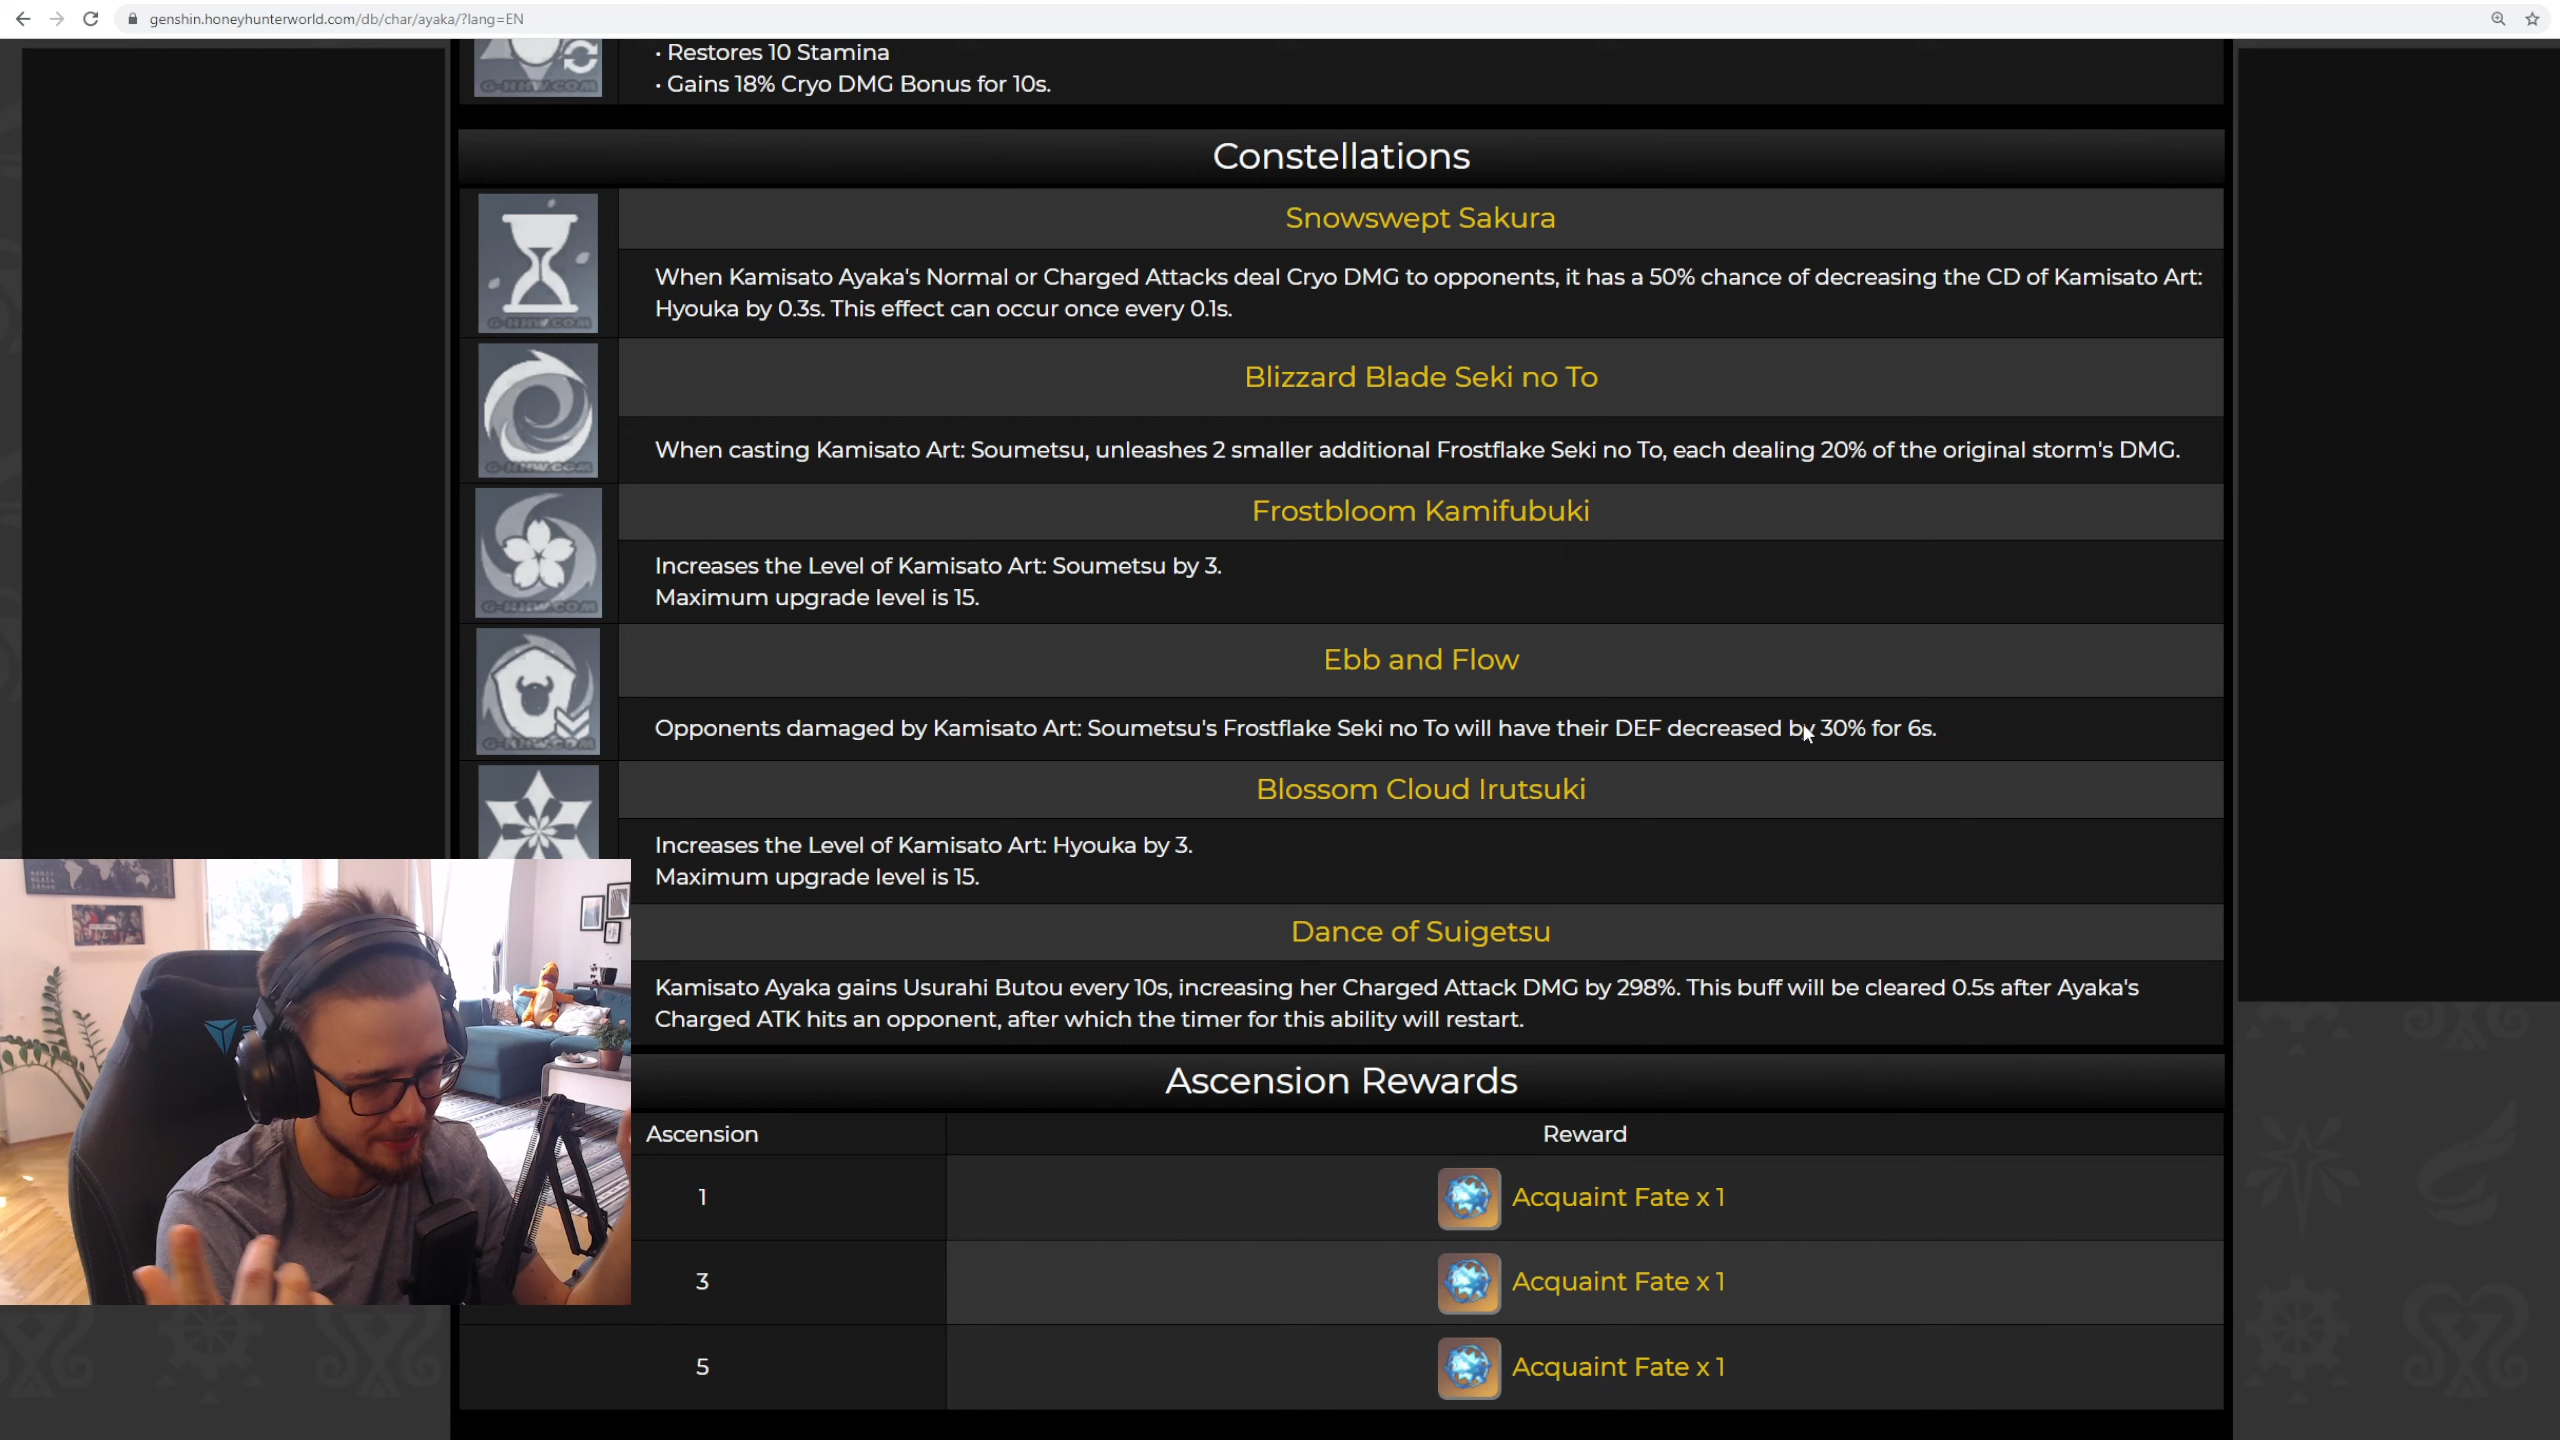 genshin.honeyhunterworld.com/db/char/ayaka/?lang=EN
• Restores 10 Stamina
• Gains 18% Cryo DMG Bonus for 10s.
G-HHW.COM
Constellations
Snowswept Sakura
When Kamisato Ayaka's Normal or Charged Attacks deal Cryo DMG to opponents, it has a 50% chance of decreasing the CD of Kamisato Art:
Hyouka by 0.3s. This effect can occur once every 0.1s.
G-HHW.COM
Blizzard Blade Seki no To
When casting Kamisato Art: Soumetsu, unleashes 2 smaller additional Frostflake Seki no To, each dealing 20% of the original storm's DMG.
G-HHW.COM
Frostbloom Kamifubuki
Increases the Level of Kamisato Art: Soumetsu by 3.
Maximum upgrade level is 15.
G-HHW.COM
Ebb and Flow
Opponents damaged by Kamisato Art: Soumetsu's Frostflake Seki no To will have their DEF decreased by 30% for 6s.
G-HHW.COM
Blossom Cloud Irutsuki
Increases the Level of Kamisato Art: Hyouka by 3.
Maximum upgrade level is 15.
Dance of Suigetsu
Kamisato Ayaka gains Usurahi Butou every 10s, increasing her Charged Attack DMG by 298%. This buff will be cleared 0.5s after Ayaka's
Charged ATK hits an opponent, after which the timer for this ability will restart.
Ascension Rewards
Ascension Reward
1 Acquaint Fate x 1
3 Acquaint Fate x 1
5 Acquaint Fate x 1